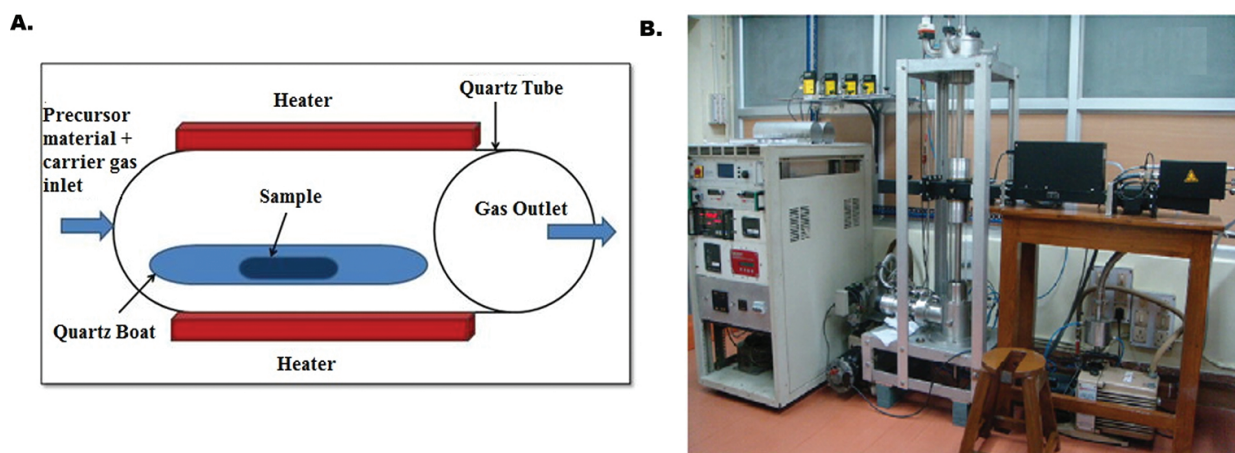 A.
B.
Heater
Quartz Tube
Precursor
material +
carrier gas
inlet
Sample
Gas Outlet
Quartz Boat
Heater